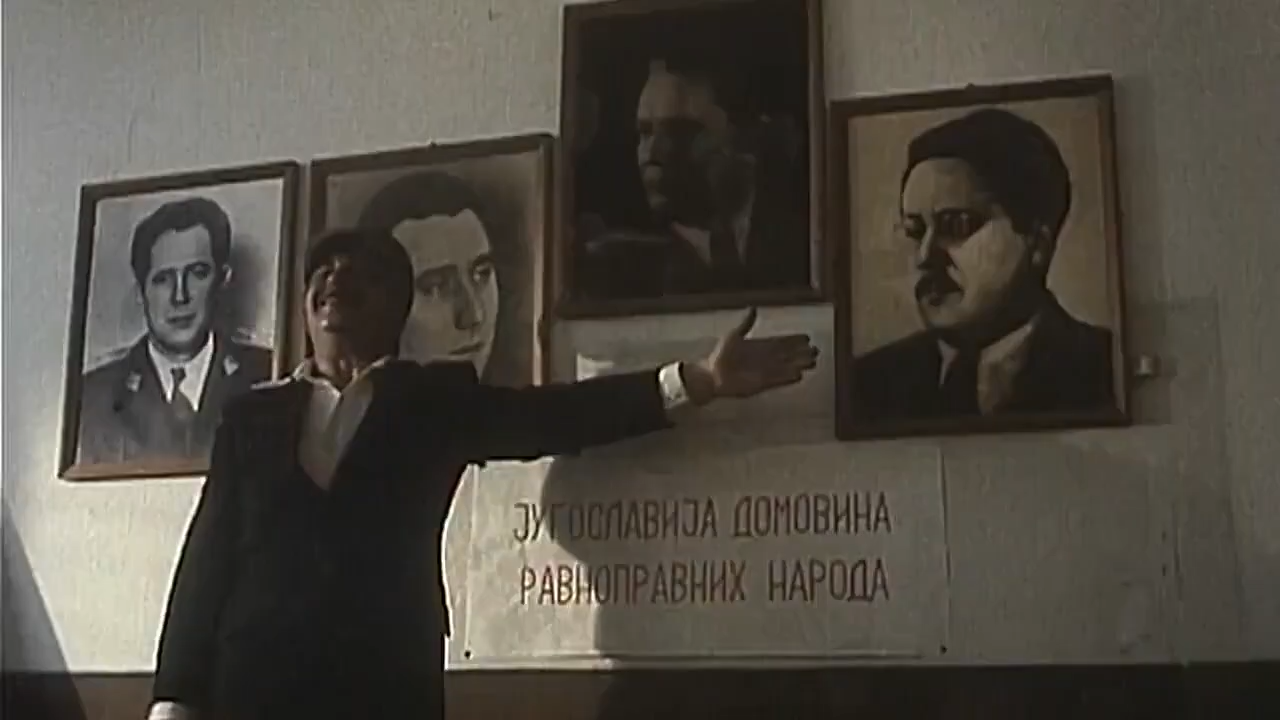 ЈУГОСЛАВИЈА ДОМОВИНА
РАВНОПРАВНИХ НАРОДА